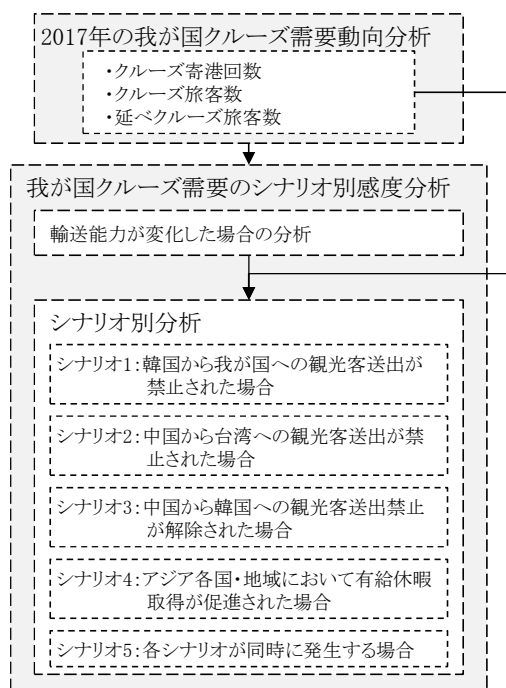 2017年の我が国クルーズ需要動向分析
・クルーズ寄港回数
・クルーズ旅客数
・延べクルーズ旅客数
我が国クルーズ需要のシナリオ別感度分析
輸送能力が変化した場合の分析
シナリオ別分析
シナリオ1:韓国から我が国への観光客送出が
禁止された場合
シナリオ2:中国から台湾への観光客送出が禁
止された場合
シナリオ3:中国から韓国への観光客送出禁止
が解除された場合
シナリオ4:アジア各国・地域において有給休暇
取得が促進された場合
シナリオ5:各シナリオが同時に発生する場合